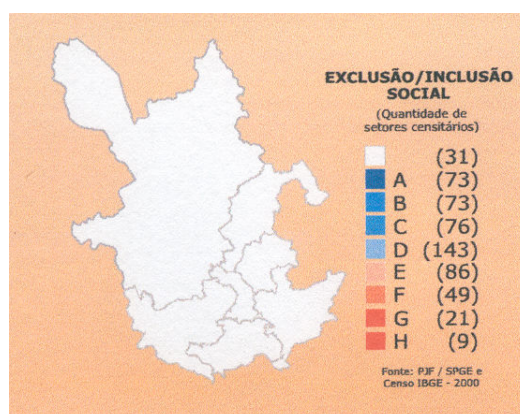 EXCLUSÃO/INCLUSÃO
SOCIAL
(Quantidade de
setores censitários)
(31)
A (73)
B (73)
C (76)
D (143)
E (86)
F (49)
G (21)
H (9)
Fonte: PJF / SPGE e
Censo IBGE - 2000